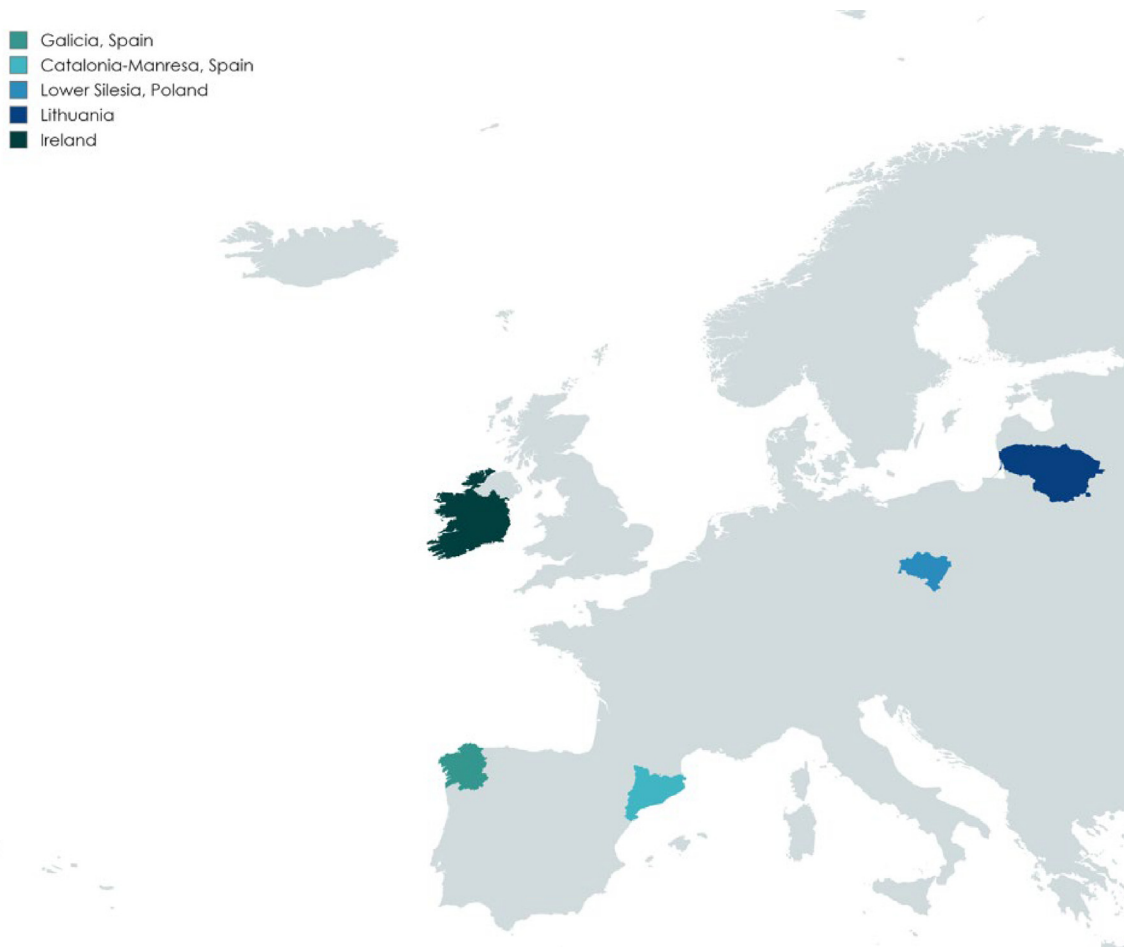 Galicia, Spain
Catalonia-Manresa, Spain
Lower Silesia, Poland
Lithuania
Ireland